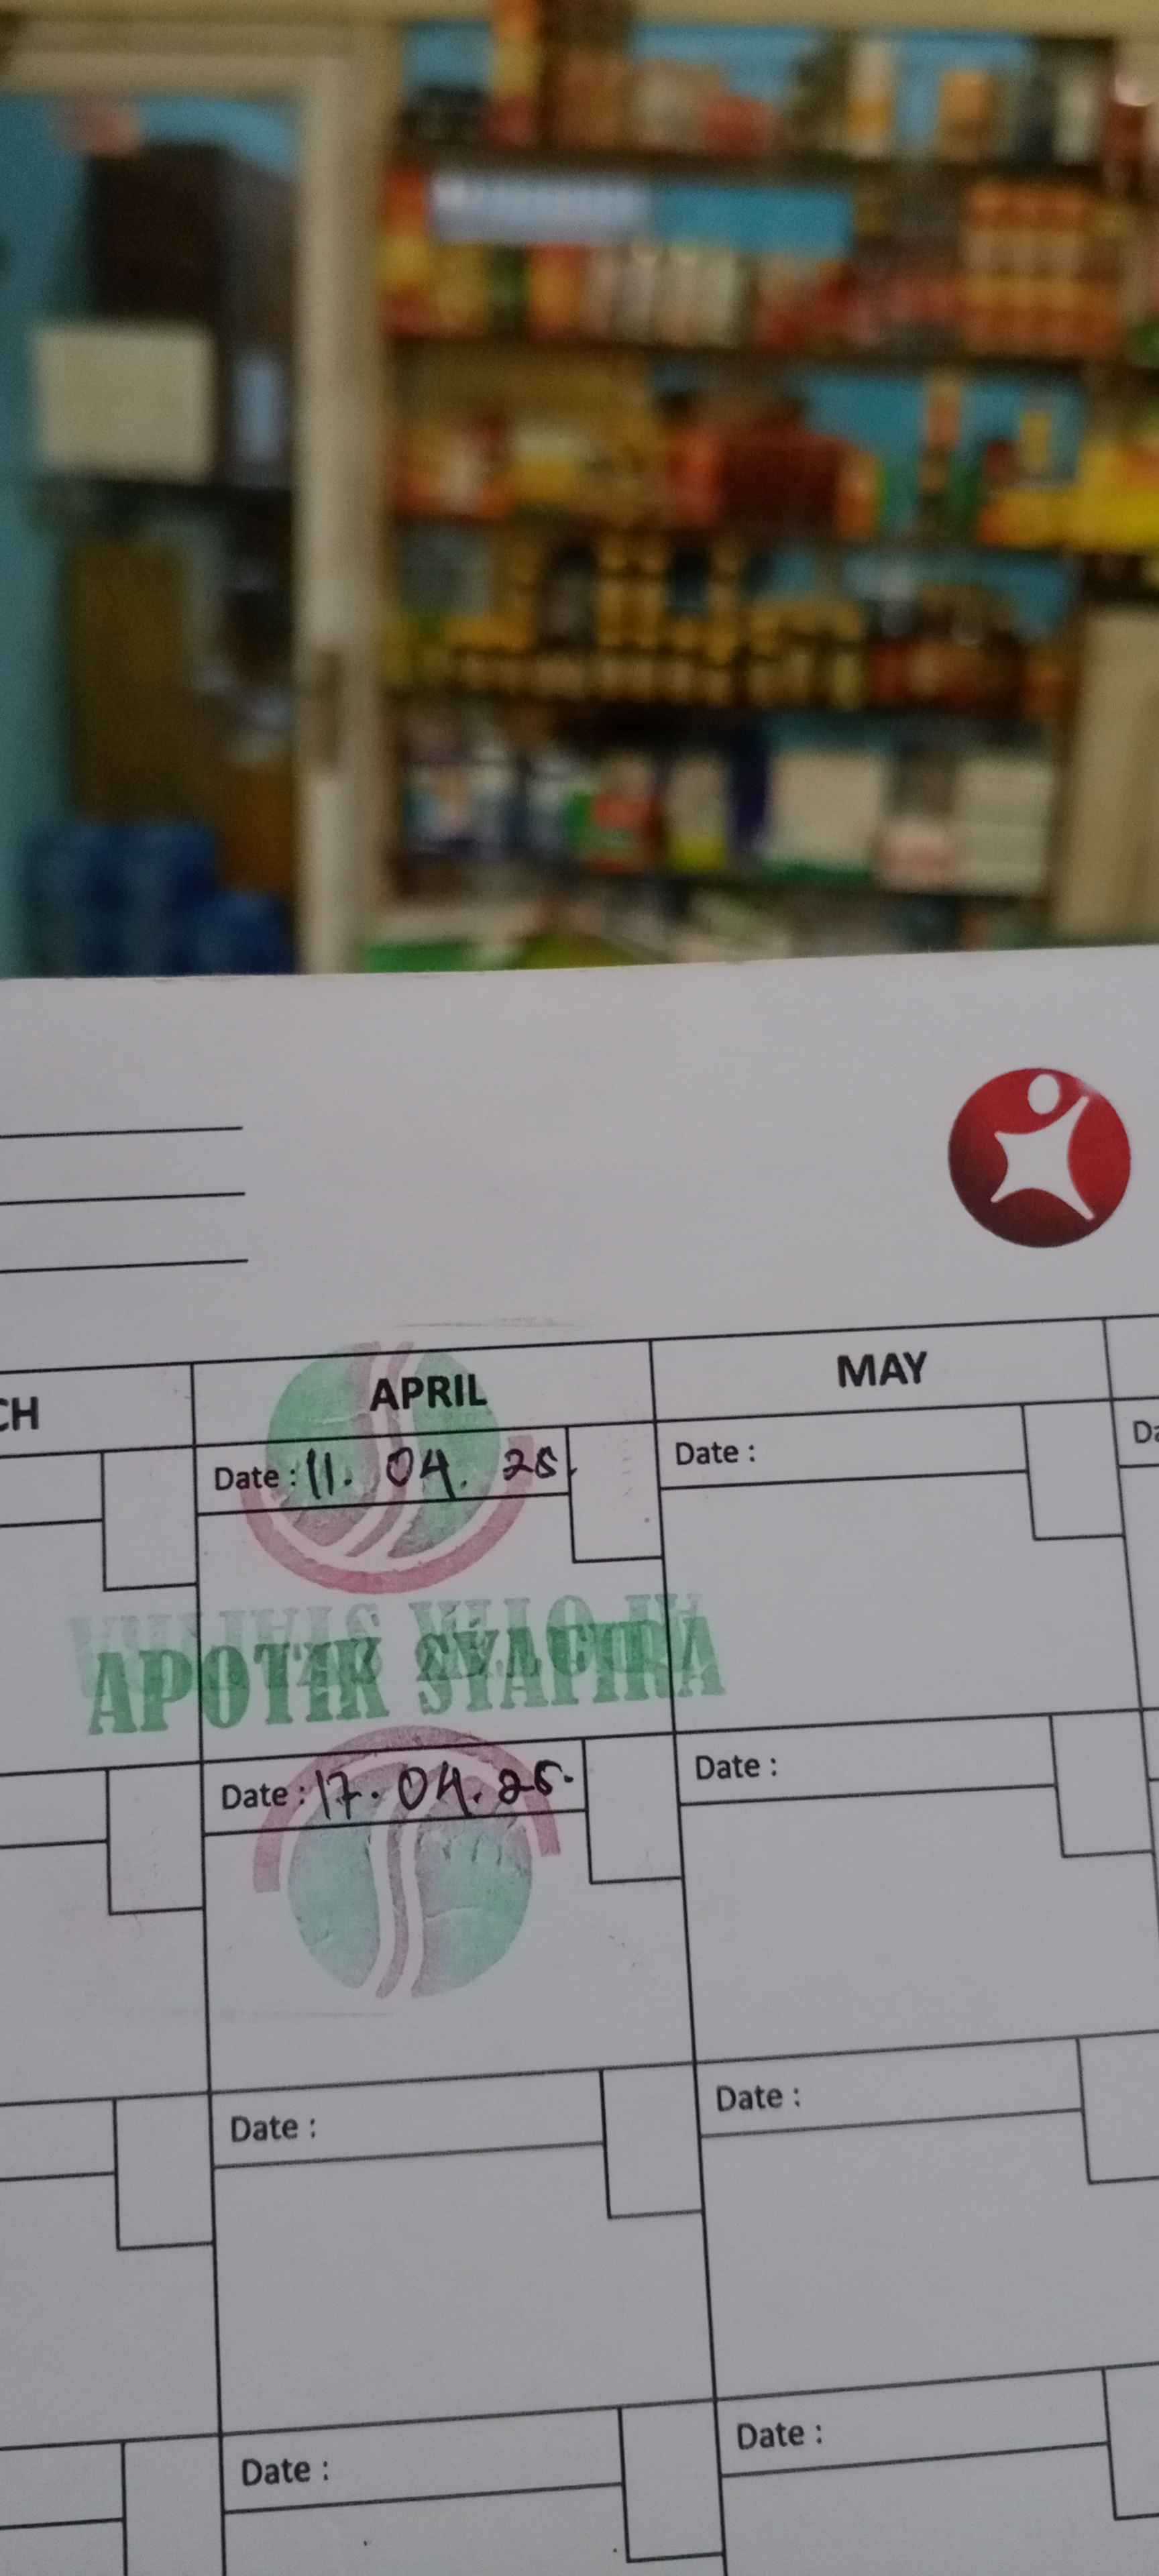 CH APRIL MAY
Date : 11. 04. 25. Date : Da
APOTIK SYAFIRA
Date : 17. 04. 25. Date :
Date : Date :
Date : Date :